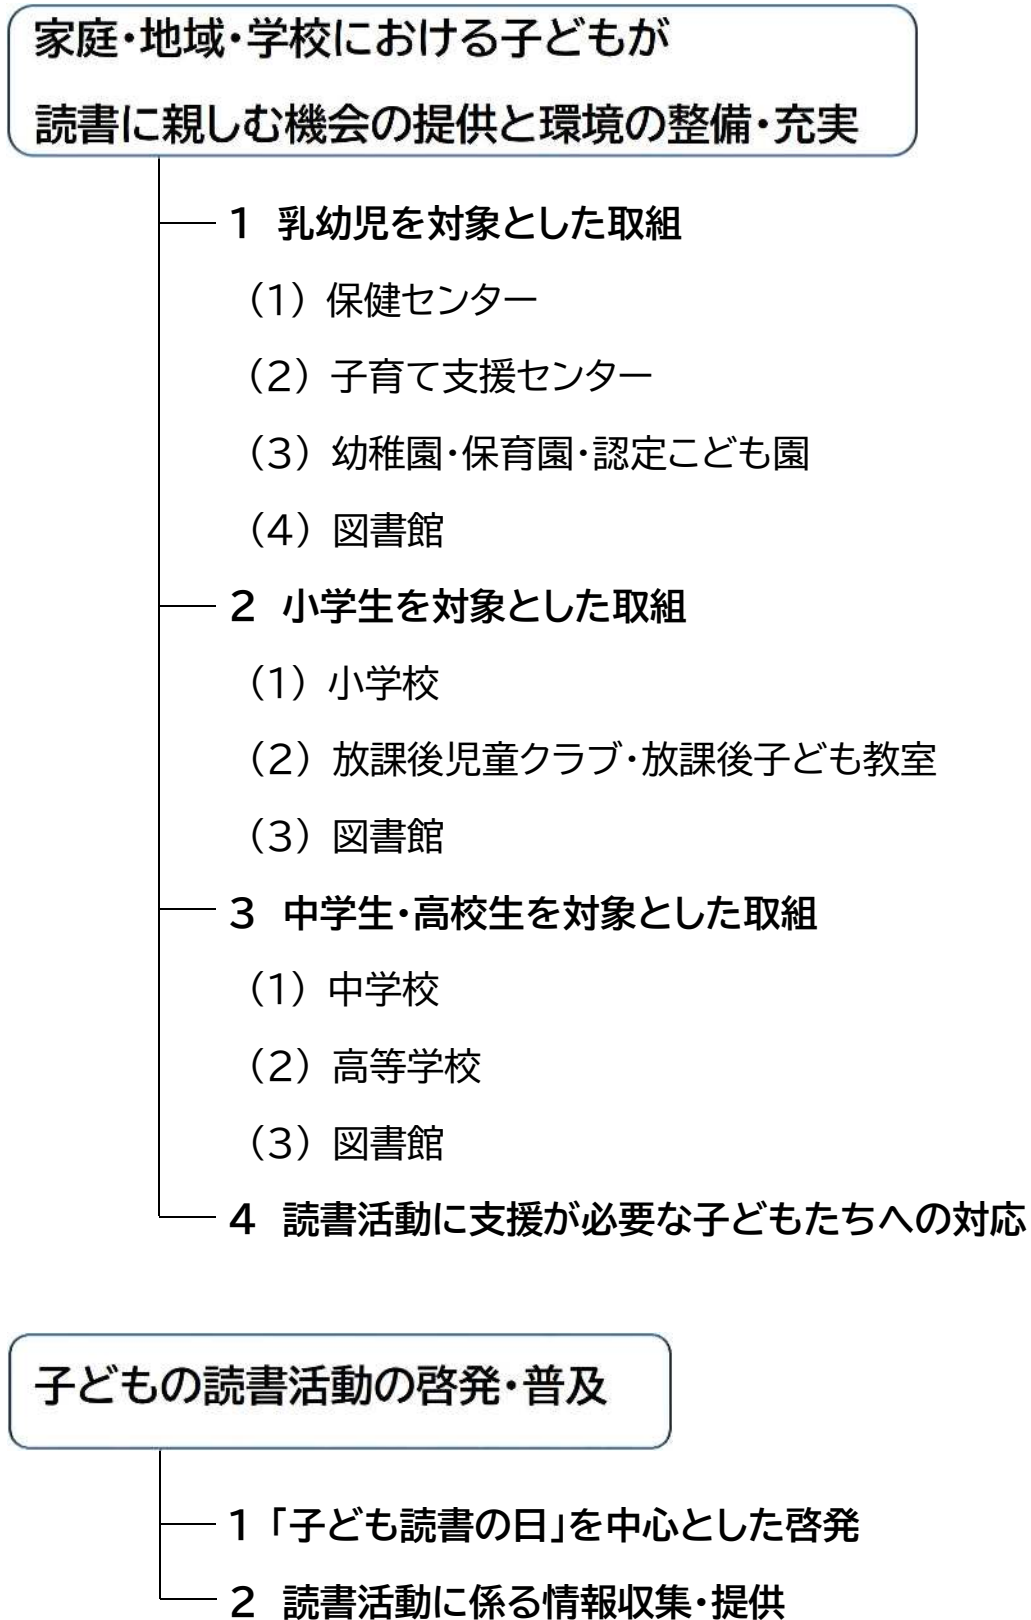 家庭・地域・学校における子どもが
読書に親しむ機会の提供と環境の整備・充実
1 乳幼児を対象とした取組
(1) 保健センター
(2) 子育て支援センター
(3) 幼稚園・保育園・認定こども園
(4) 図書館
2 小学生を対象とした取組
(1) 小学校
(2) 放課後児童クラブ・放課後子ども教室
(3) 図書館
3 中学生・高校生を対象とした取組
(1) 中学校
(2) 高等学校
(3) 図書館
4 読書活動に支援が必要な子どもたちへの対応
子どもの読書活動の啓発・普及
1 「子ども読書の日」を中心とした啓発
2 読書活動に係る情報収集・提供